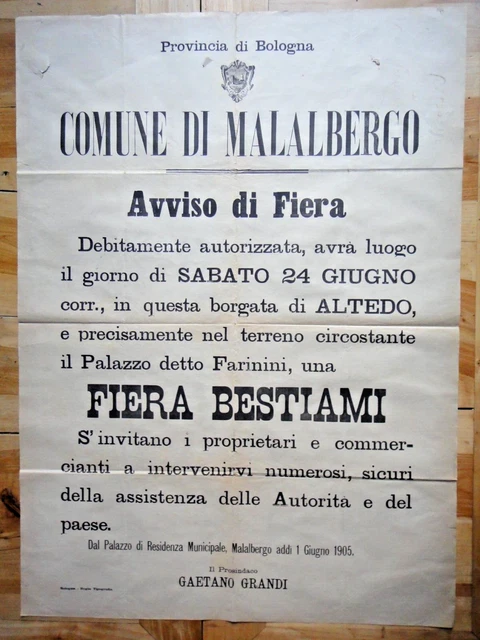 Provincia di Bologna
COMUNE DI MALALBERGO
Avviso di Fiera
Debitamente autorizzata, avrà luogo
il giorno di SABATO 24 GIUGNO
corr., in questa borgata di ALTEDO,
e precisamente nel terreno circostante
il Palazzo detto Farinini, una
FIERA BESTIAMI
S'invitano i proprietari e commer-
cianti a intervenirvi numerosi, sicuri
della assistenza delle Autorità e del
paese.
Dal Palazzo di Residenza Municipale, Malalbergo addì 1 Giugno 1905.
Il Prosindaco
GAETANO GRANDI